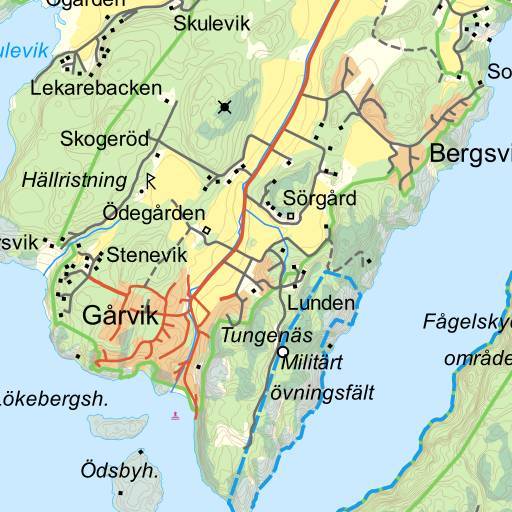 Ögården
Skulevik
ulevik
Lekarebacken
So
Skogeröd
Bergsvi
Hällristning
Sörgård
Ödegården
rsvik
Stenevik
Lunden
Gårvik
Fågelsky
Tungenäs
område
Militärt
övningsfält
Lökebergsh.
Ödsbyh.